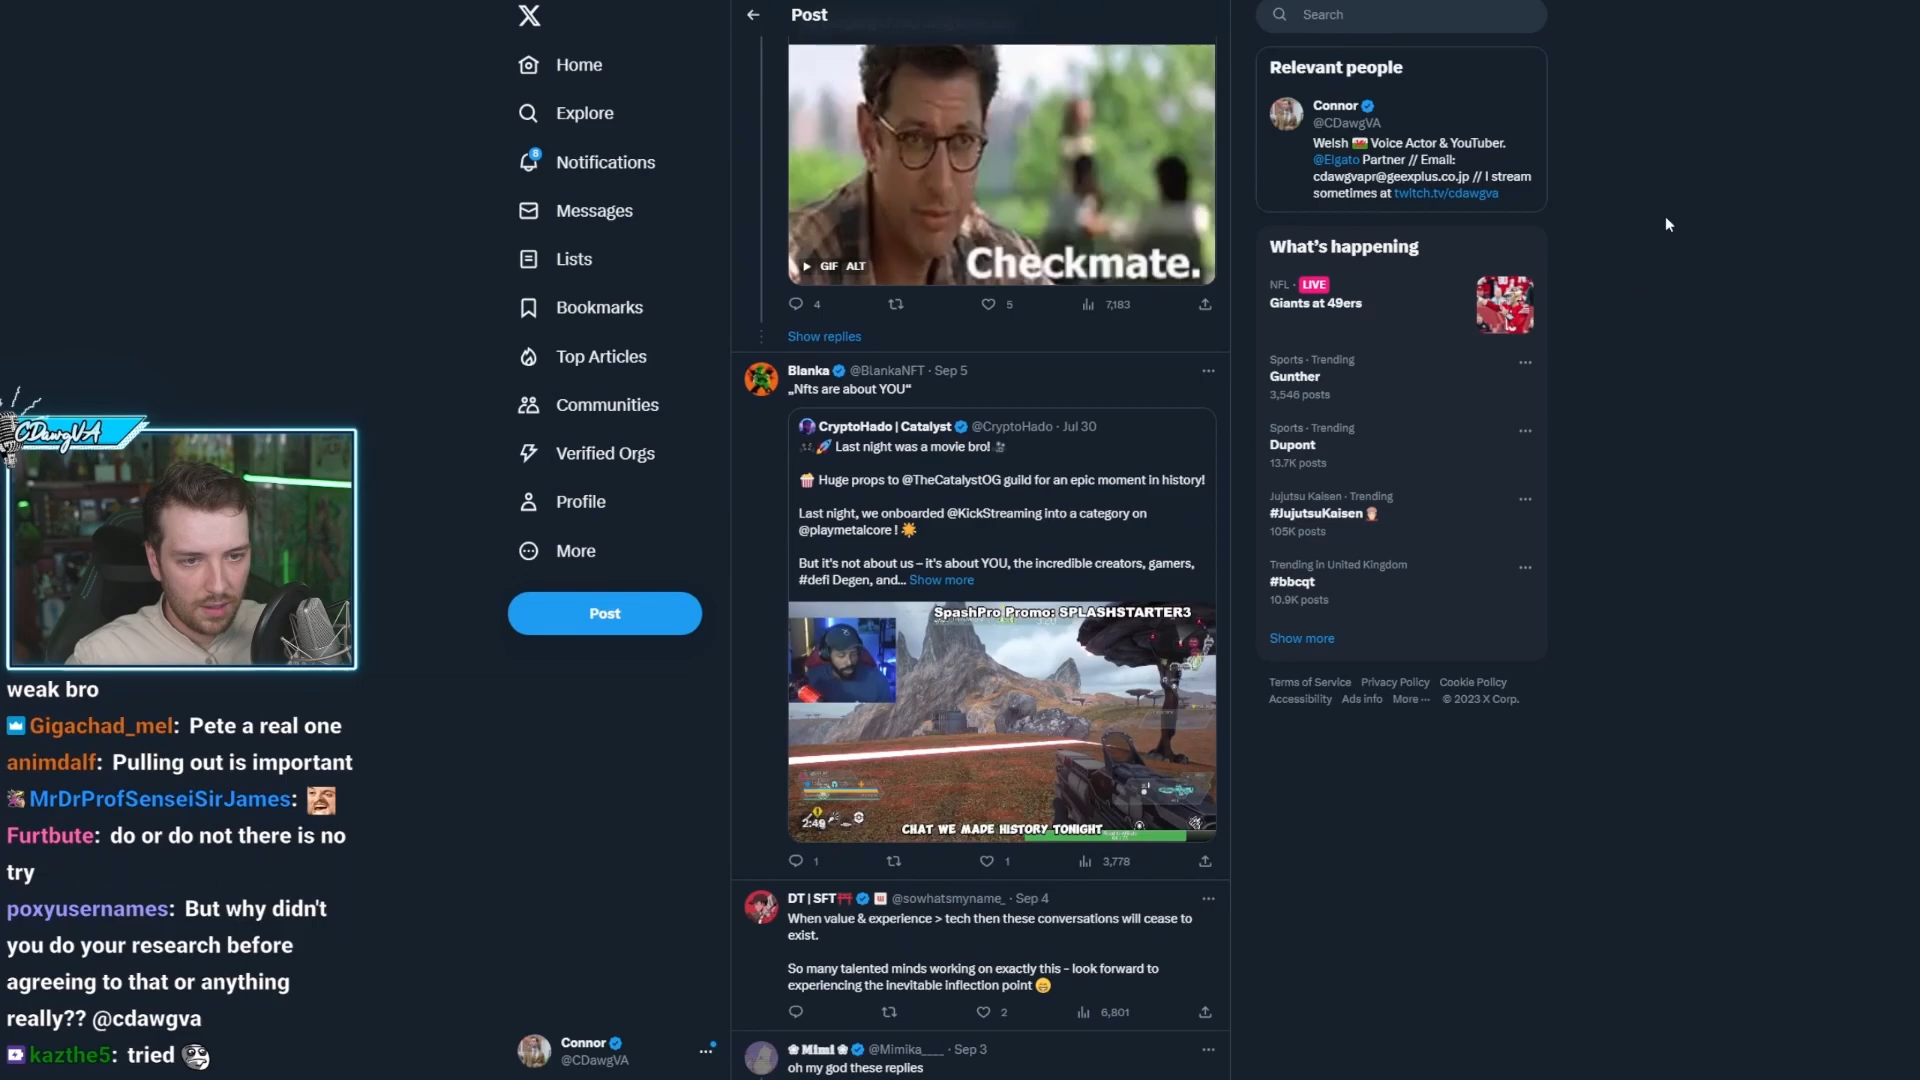 Home
Explore
8
Notifications
Messages
Lists
Bookmarks
Top Articles
Communities
Verified Orgs
Profile
More
Post
Connor
@CDawgVA
CDawgVA
weak bro
Gigachad_mel: Pete a real one
animdalf: Pulling out is important
MrDrProfSenseiSirJames:
Furtbute: do or do not there is no
try
poxyusernames: But why didn't
you do your research before
agreeing to that or anything
really?? @cdawgva
kazthe5: tried
Post
Checkmate.
GIF ALT
4 5 7,183
Show replies
Blanka @BlankaNFT · Sep 5
„Nfts are about YOU“
CryptoHado | Catalyst @CryptoHado · Jul 30
🚀 Last night was a movie bro!
🍿 Huge props to @TheCatalystOG guild for an epic moment in history!
Last night, we onboarded @KickStreaming into a category on
@playmetalcore !
But it's not about us – it's about YOU, the incredible creators, gamers,
#defi Degen, and... Show more
SpashPro Promo: SPLASHSTARTER3
2:49
CHAT WE MADE HISTORY TONIGHT
1 1 3,778
DT | SFT @sowhatsmyname_ · Sep 4
When value & experience > tech then these conversations will cease to
exist.
So many talented minds working on exactly this - look forward to
experiencing the inevitable inflection point 😄
2 6,801
Mimi @Mimika____ · Sep 3
oh my god these replies
Search
Relevant people
Connor
@CDawgVA
Welsh 🏴󠁧󠁢󠁷󠁬󠁳󠁿 Voice Actor & YouTuber.
@Elgato Partner // Email:
cdawgvapr@geexplus.co.jp // I stream
sometimes at twitch.tv/cdawgva
What's happening
NFL · LIVE
Giants at 49ers
Sports · Trending
Gunther
3,546 posts
Sports · Trending
Dupont
13.7K posts
Jujutsu Kaisen · Trending
#JujutsuKaisen
105K posts
Trending in United Kingdom
#bbcqt
10.9K posts
Show more
Terms of Service Privacy Policy Cookie Policy
Accessibility Ads info More ··· © 2023 X Corp.